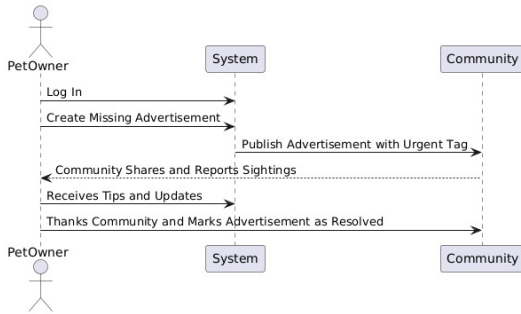 PetOwner
System
Community
Log In
Create Missing Advertisement
Publish Advertisement with Urgent Tag
Community Shares and Reports Sightings
Receives Tips and Updates
Thanks Community and Marks Advertisement as Resolved
PetOwner
System
Community